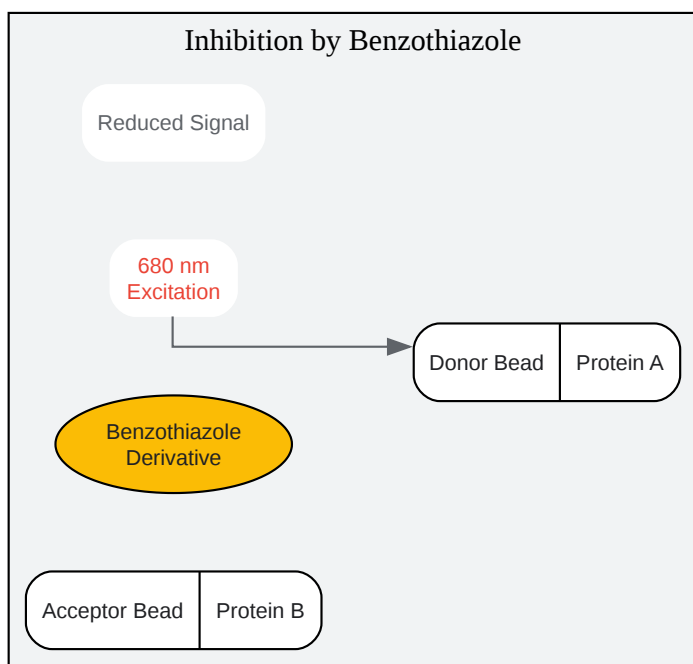 Inhibition by Benzothiazole
Reduced Signal
680 nm
Excitation
Donor Bead
Protein A
Benzothiazole
Derivative
Acceptor Bead
Protein B